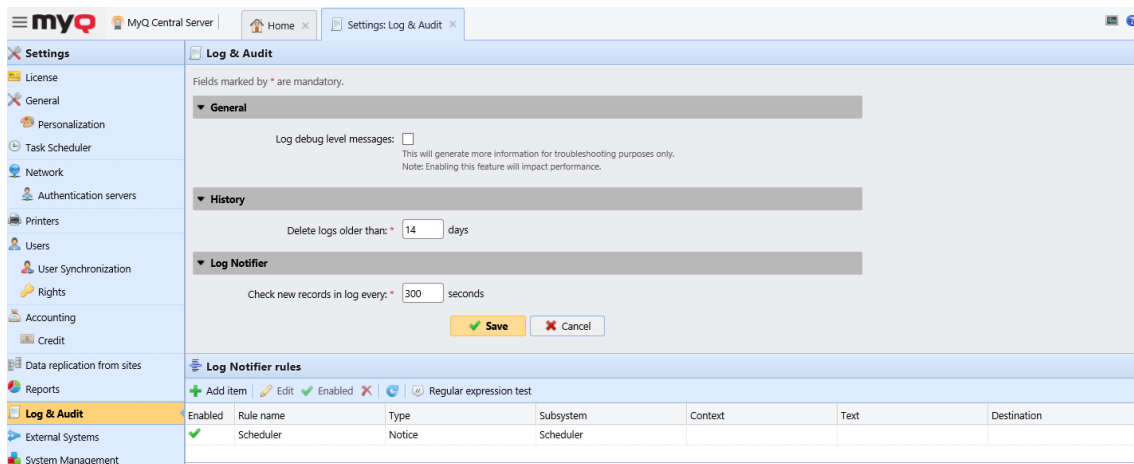 myQ MyQ Central Server Home Settings: Log & Audit
Settings
License
General
Personalization
Task Scheduler
Network
Authentication servers
Printers
Users
User Synchronization
Rights
Accounting
Credit
Data replication from sites
Reports
Log & Audit
External Systems
System Management
Log & Audit
Fields marked by * are mandatory.
General
Log debug level messages:
This will generate more information for troubleshooting purposes only.
Note: Enabling this feature will impact performance.
History
Delete logs older than: * 14 days
Log Notifier
Check new records in log every: * 300 seconds
Save Cancel
Log Notifier rules
Add item Edit Enabled Regular expression test
Enabled Rule name Type Subsystem Context Text Destination
Scheduler Notice Scheduler